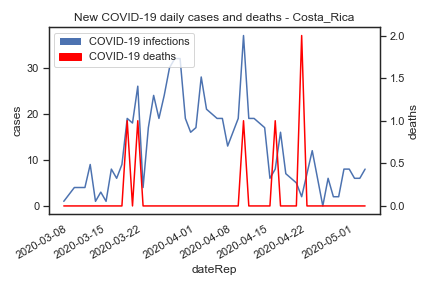 New COVID-19 daily cases and deaths - Costa_Rica
COVID-19 infections
COVID-19 deaths
cases
30
20
10
0
deaths
2.0
1.5
1.0
0.5
0.0
2020-03-08
2020-03-15
2020-03-22
2020-04-01
2020-04-08
2020-04-15
2020-04-22
2020-05-01
dateRep